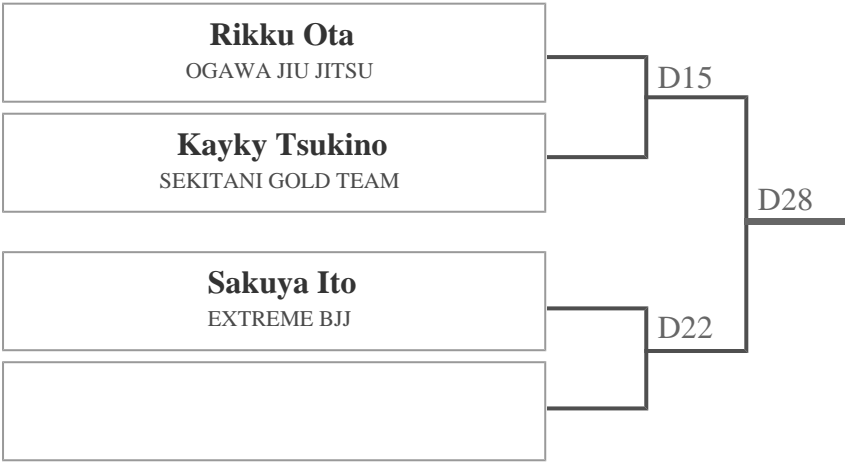 Rikku Ota
OGAWA JIU JITSU
D15
Kayky Tsukino
SEKITANI GOLD TEAM
D28
Sakuya Ito
EXTREME BJJ
D22